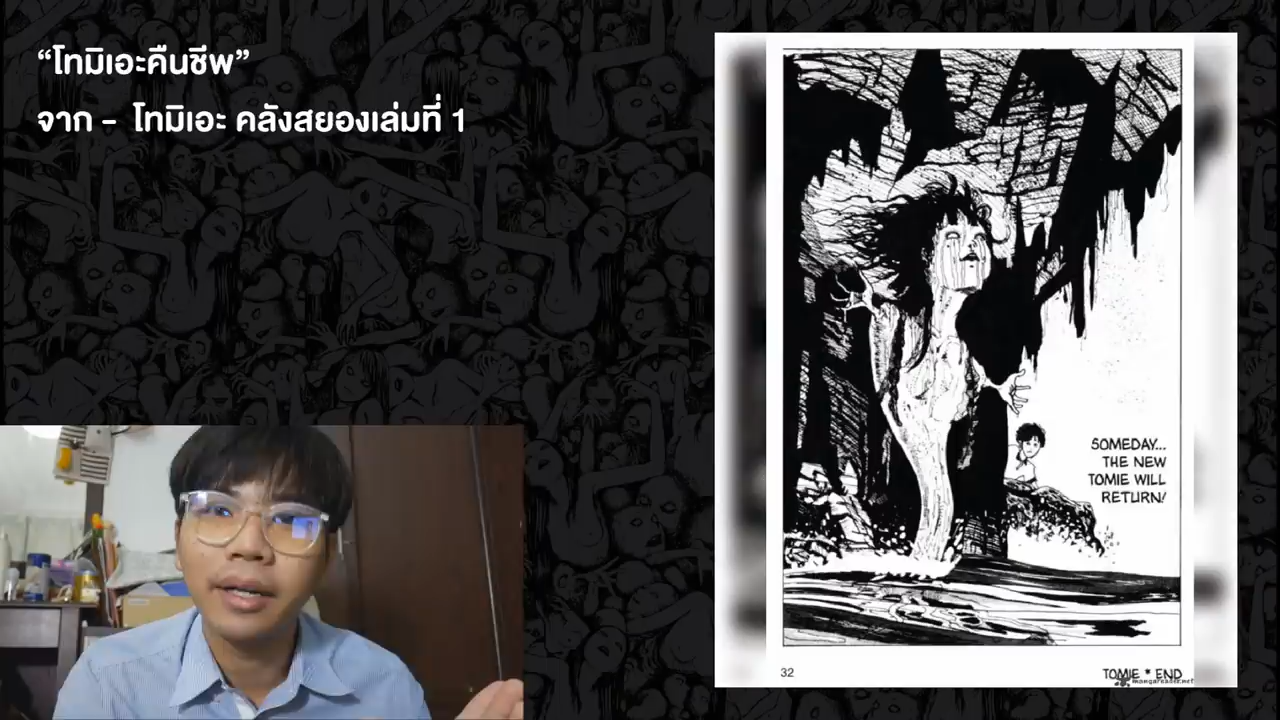 “โทมิเอะคืนชีพ”
จาก - โทมิเอะ คลังสยองเล่มที่ 1
SOMEDAY...
THE NEW
TOMIE WILL
RETURN!
32
TOMIE * END
mangareader.net